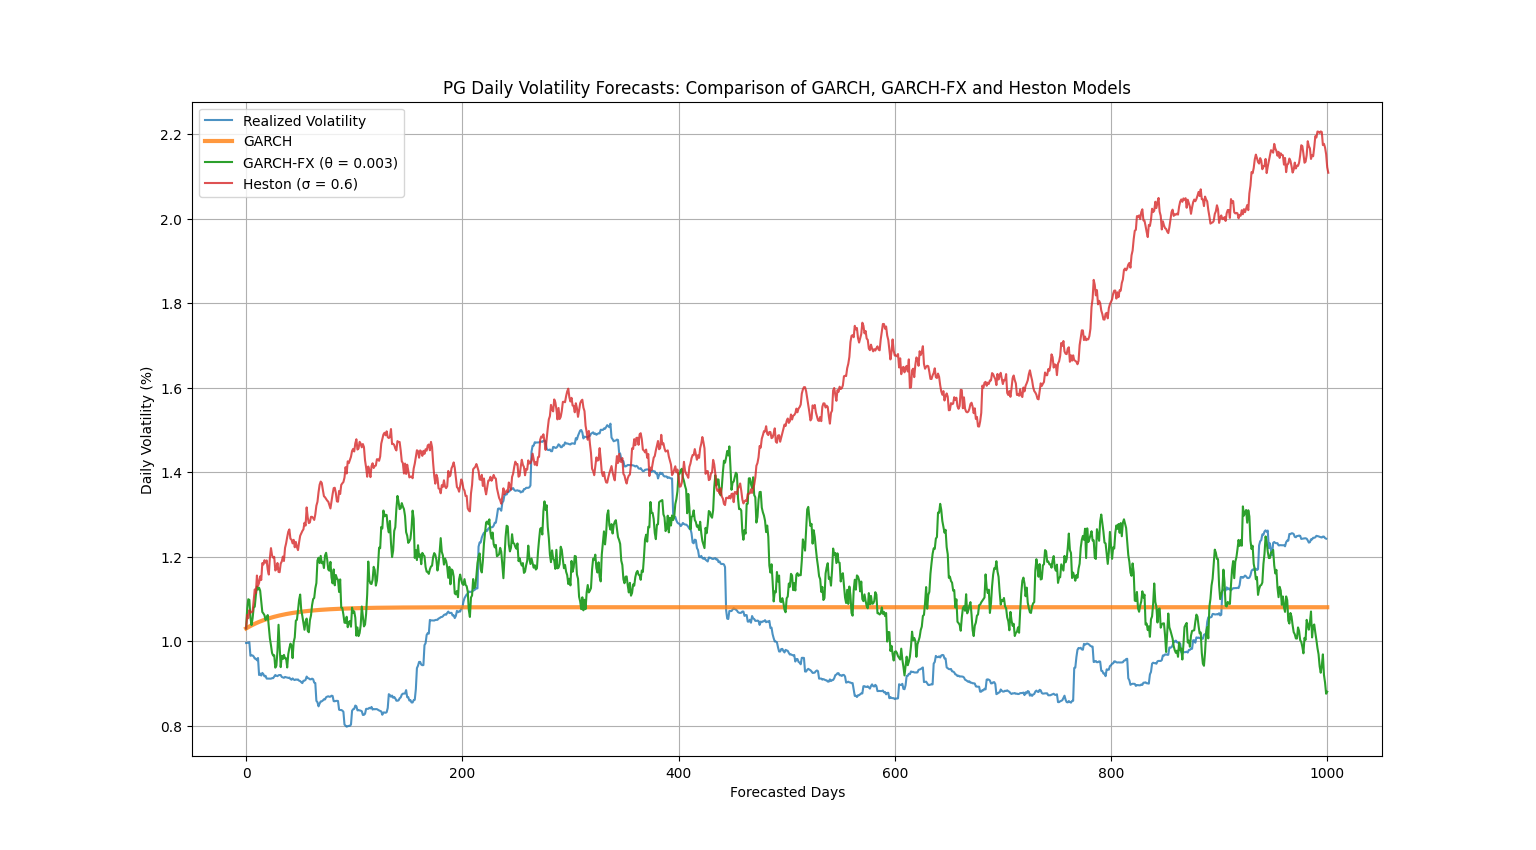 PG Daily Volatility Forecasts: Comparison of GARCH, GARCH-FX and Heston Models
Realized Volatility
GARCH
GARCH-FX (θ = 0.003)
Heston (σ = 0.6)
Daily Volatility (%)
2.2
2.0
1.8
1.6
1.4
1.2
1.0
0.8
0
200
400
600
800
1000
Forecasted Days